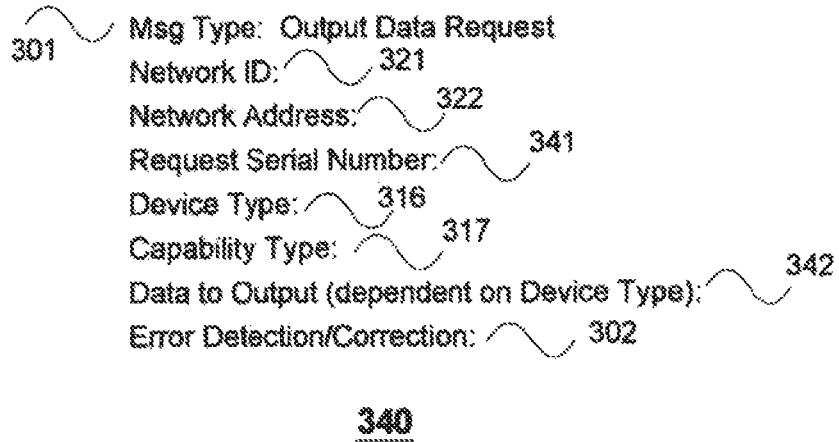 301 Msg Type: Output Data Request
Network ID: 321
Network Address: 322
Request Serial Number: 341
Device Type: 316
Capability Type: 317
Data to Output (dependent on Device Type): 342
Error Detection/Correction: 302
340